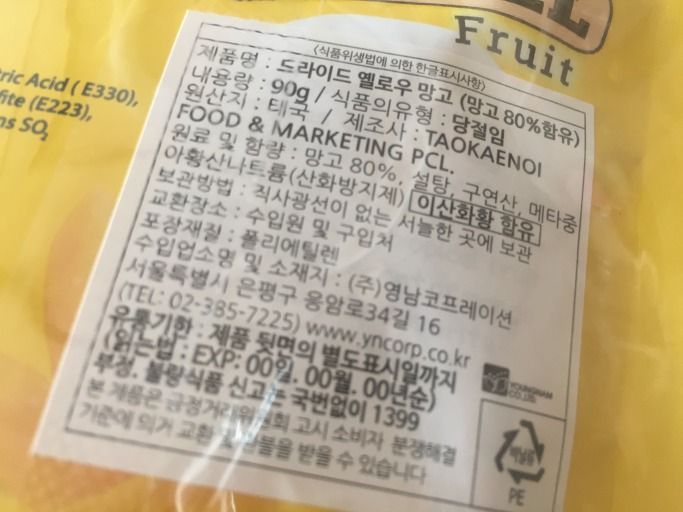 Fruit
ric Acid ( E330),
fite (E223),
ns SO₂
〈식품위생법에 의한 한글표시사항〉
제품명 : 드라이드 옐로우 망고 (망고 80%함유)
내용량 : 90g / 식품의유형 : 당절임
원산지 : 태국 / 제조사 : TAOKAENOI
FOOD & MARKETING PCL.
원료 및 함량 : 망고 80%, 설탕, 구연산, 메타중
아황산나트륨(산화방지제) 이산화황 함유
보관방법 : 직사광선이 없는 서늘한 곳에 보관
교환장소 : 수입원 및 구입처
포장재질 : 폴리에틸렌
수입업소명 및 소재지 : (주)영남코프레이션
서울특별시 은평구 응암로34길 16
(TEL: 02-385-7225) www.yncorp.co.kr
유통기한 : 제품 뒷면의 별도표시일까지
(읽는법 : EXP: 00일. 00월. 00년순)
부정. 불량식품 신고는 국번없이 1399
본 제품은 공정거래위원회 고시 소비자 분쟁해결
기준에 의거 교환 및 환불을 받을 수 있습니다
YOUNGNAM
CO.,LTD.
비닐류
PE